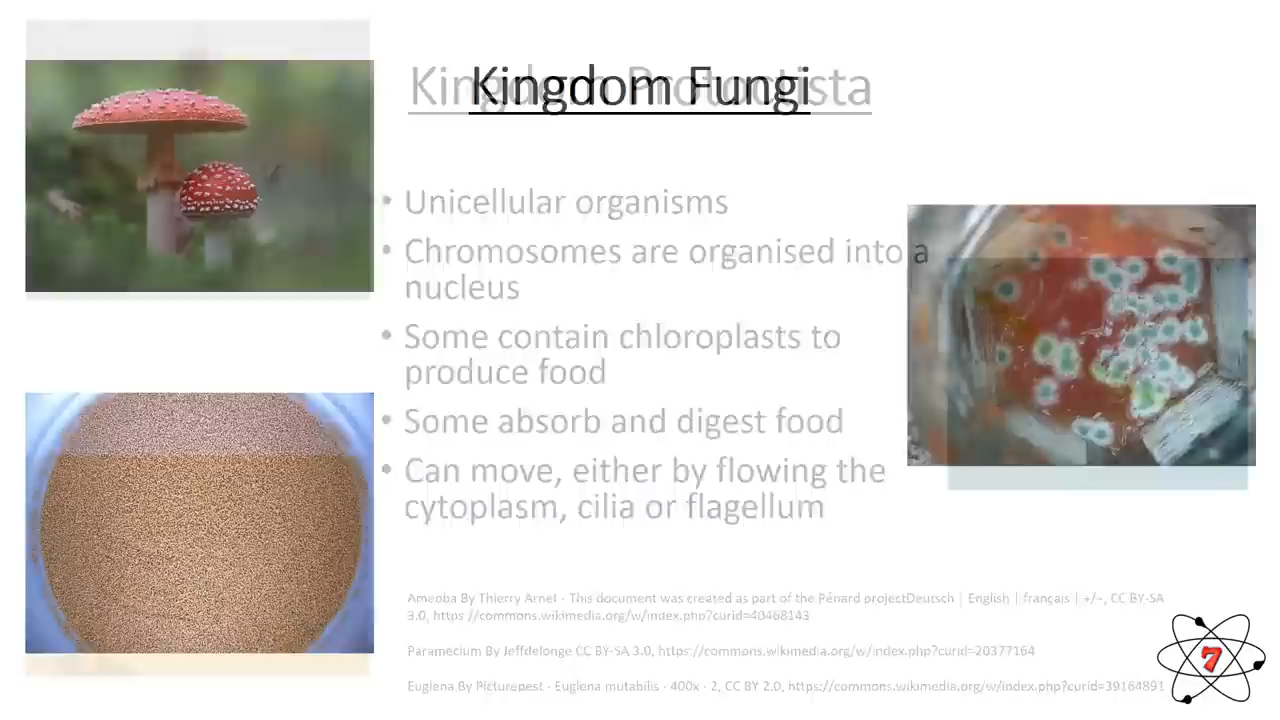 Kingdom Protoctista
Kingdom Fungi
• Unicellular organisms
• Chromosomes are organised into a
nucleus
• Some contain chloroplasts to
produce food
• Some absorb and digest food
• Can move, either by flowing the
cytoplasm, cilia or flagellum
Ameoba By Thierry Arnet - This document was created as part of the Pénard projectDeutsch | English | français | +/−, CC BY-SA
3.0, https://commons.wikimedia.org/w/index.php?curid=40468143
Paramecium By Jeffdelonge CC BY-SA 3.0, https://commons.wikimedia.org/w/index.php?curid=20377164
Euglena By Picturepest - Euglena mutabilis - 400x - 2, CC BY 2.0, https://commons.wikimedia.org/w/index.php?curid=39164891
7